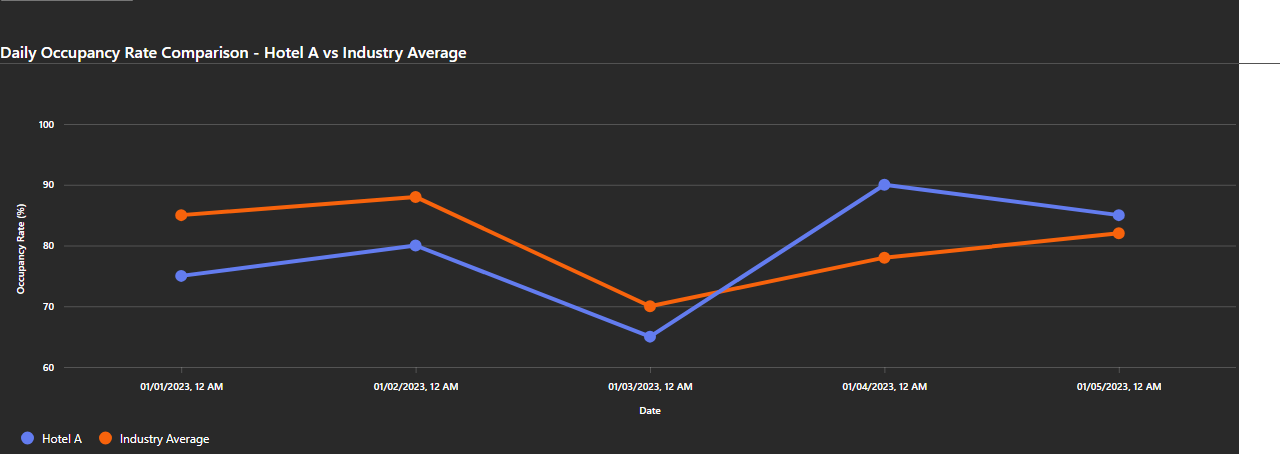 Daily Occupancy Rate Comparison - Hotel A vs Industry Average
100
90
80
70
60
Occupancy Rate (%)
01/01/2023, 12 AM
01/02/2023, 12 AM
01/03/2023, 12 AM
01/04/2023, 12 AM
01/05/2023, 12 AM
Date
Hotel A
Industry Average